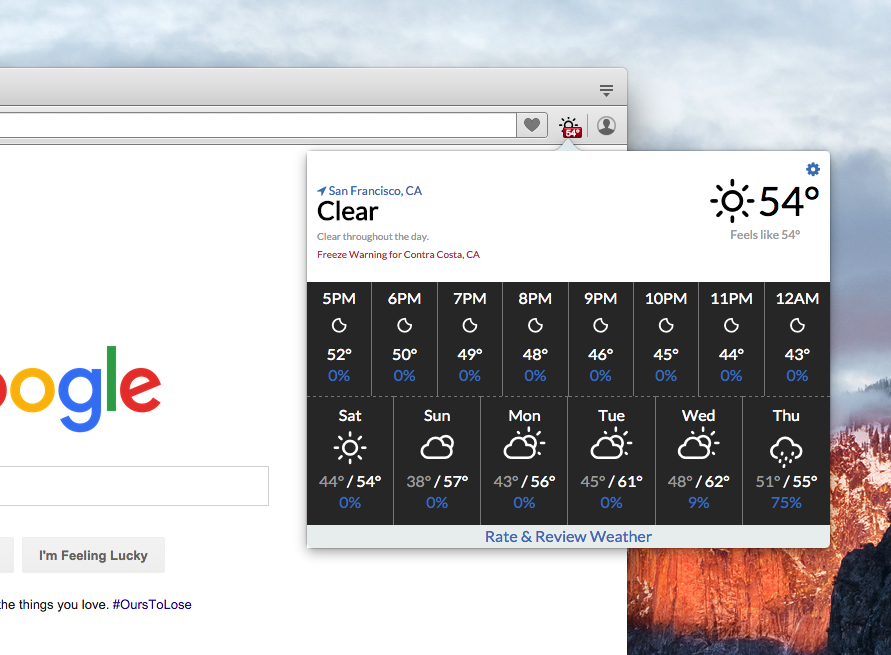 54°
San Francisco, CA
Clear
Clear throughout the day.
Freeze Warning for Contra Costa, CA
54°
Feels like 54°
5PM 6PM 7PM 8PM 9PM 10PM 11PM 12AM
52° 50° 49° 48° 46° 45° 44° 43°
0% 0% 0% 0% 0% 0% 0% 0%
Sat Sun Mon Tue Wed Thu
44° / 54° 38° / 57° 43° / 56° 45° / 61° 48° / 62° 51° / 55°
0% 0% 0% 0% 9% 75%
Rate & Review Weather
oogle
I'm Feeling Lucky
the things you love. #OursToLose